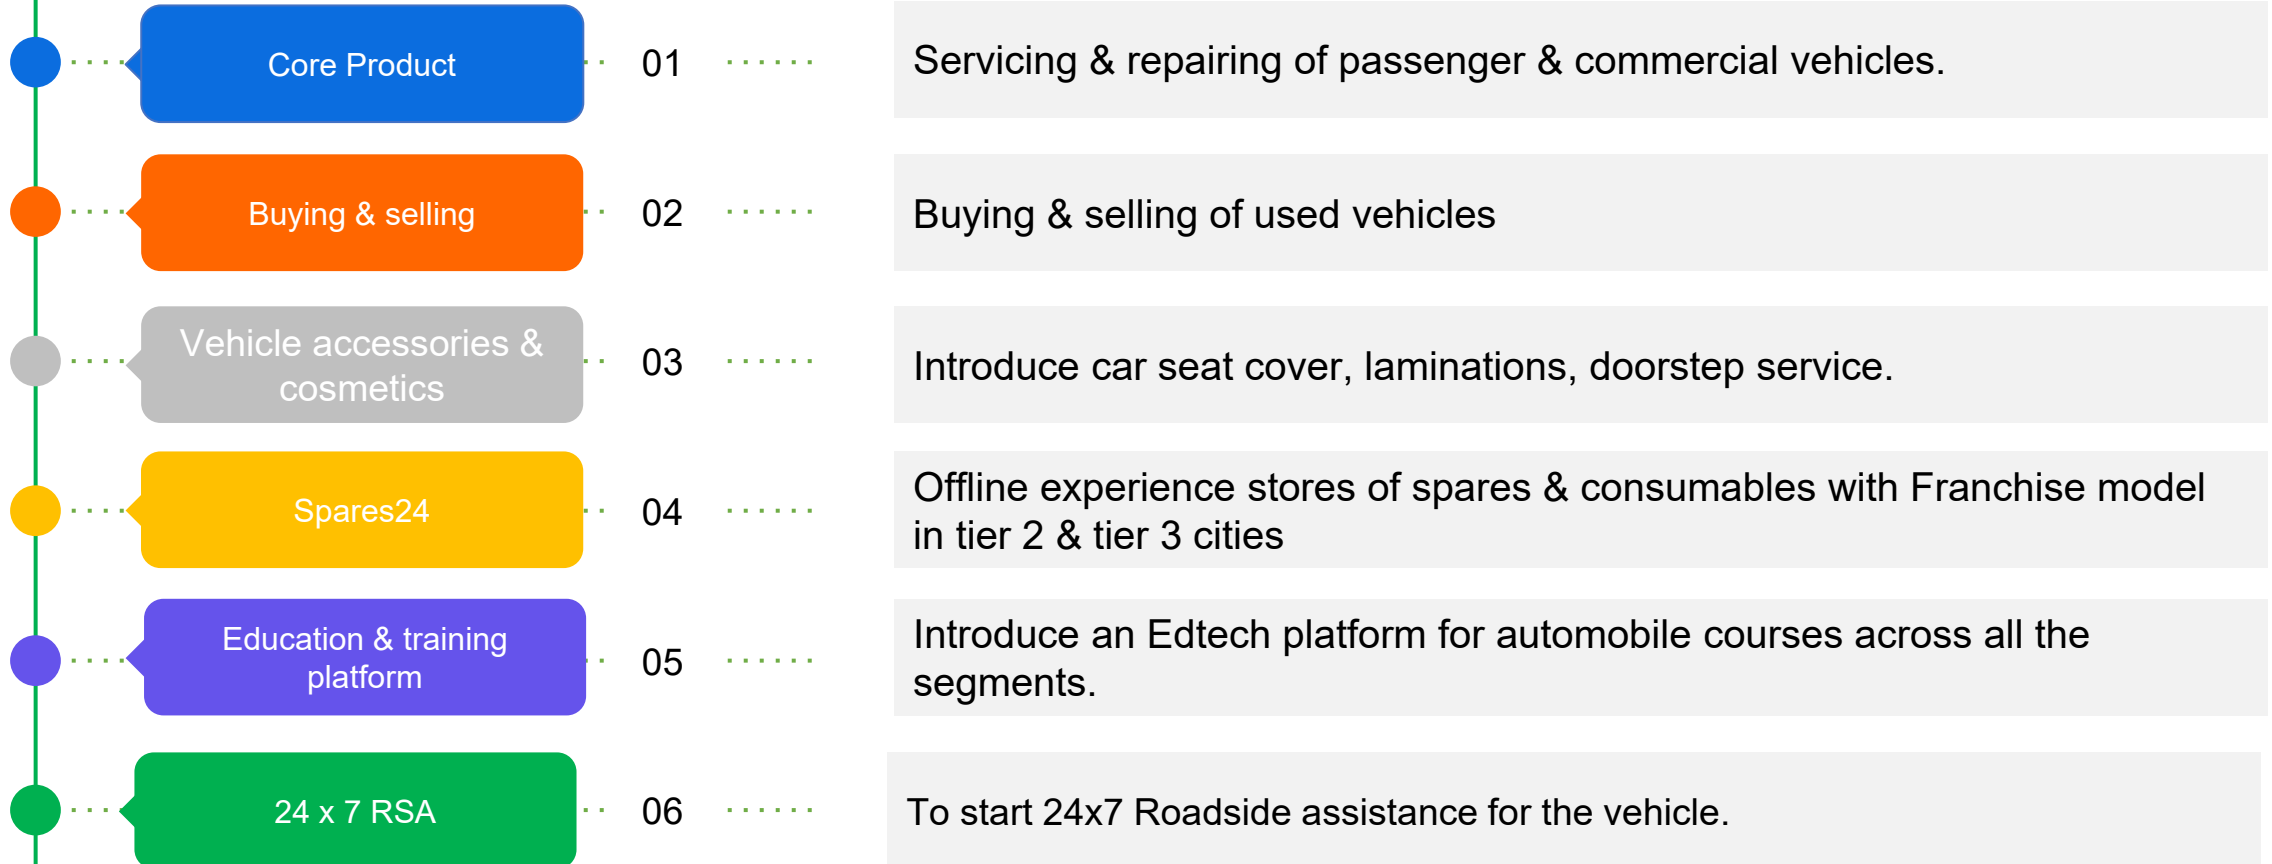 Core Product
01
Servicing & repairing of passenger & commercial vehicles.
Buying & selling
02
Buying & selling of used vehicles
Vehicle accessories &
cosmetics
03
Introduce car seat cover, laminations, doorstep service.
Spares24
04
Offline experience stores of spares & consumables with Franchise model
in tier 2 & tier 3 cities
Education & training
platform
05
Introduce an Edtech platform for automobile courses across all the
segments.
24 x 7 RSA
06
To start 24x7 Roadside assistance for the vehicle.